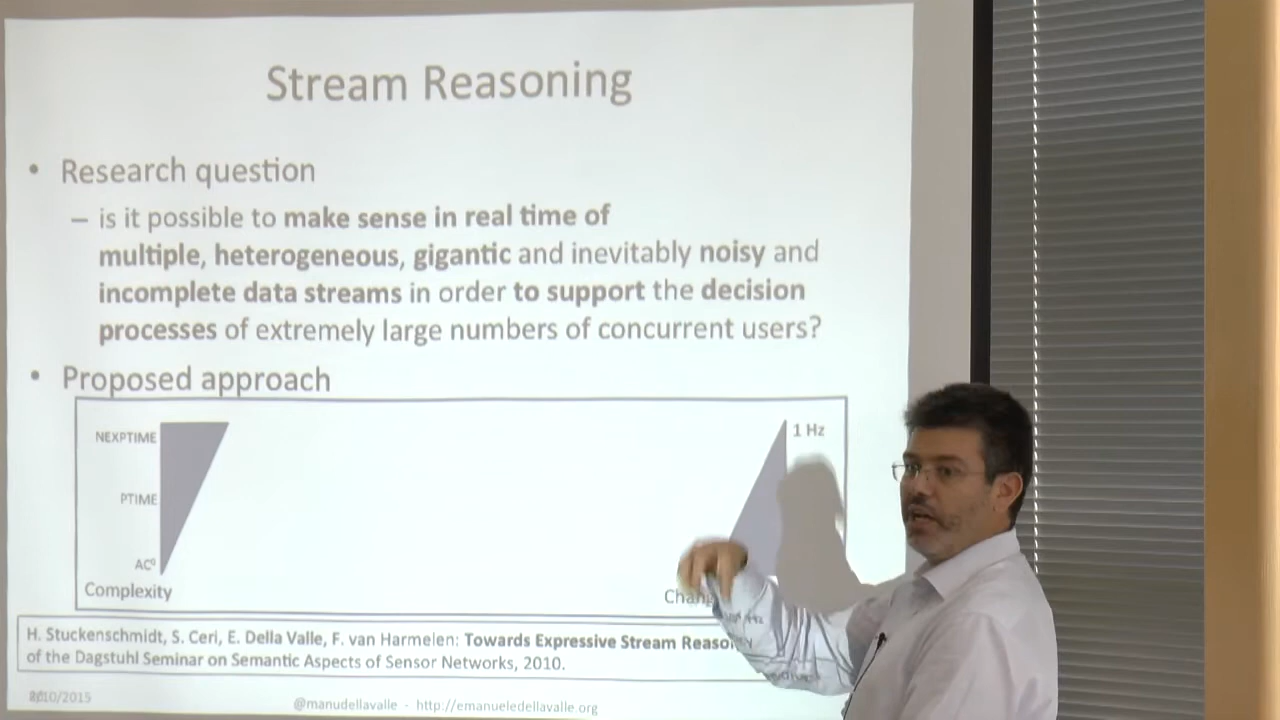 Stream Reasoning
• Research question
– is it possible to make sense in real time of
multiple, heterogeneous, gigantic and inevitably noisy and
incomplete data streams in order to support the decision
processes of extremely large numbers of concurrent users?
• Proposed approach
NEXPTIME
PTIME
AC⁰
Complexity
1 Hz
H. Stuckenschmidt, S. Ceri, E. Della Valle, F. van Harmelen: Towards Expressive Stream
of the Dagstuhl Seminar on Semantic Aspects of Sensor Networks, 2010.
@manudellavalle - http://emanueledellavalle.org